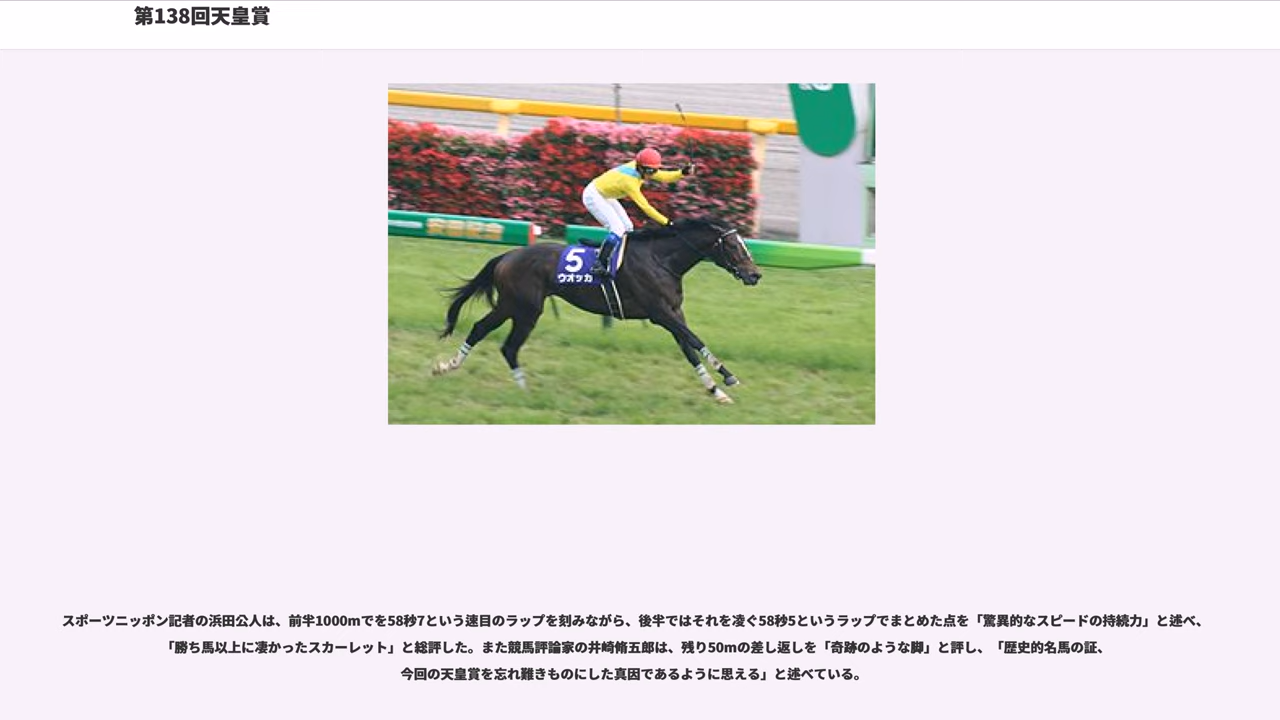 第138回天皇賞
5
ウオッカ
スポーツニッポン記者の浜田公人は、前半1000mでを58秒7という速目のラップを刻みながら、後半ではそれを凌ぐ58秒5というラップでまとめた点を「驚異的なスピードの持続力」と述べ、
「勝ち馬以上に凄かったスカーレット」と総評した。また競馬評論家の井崎脩五郎は、残り50mの差し返しを「奇跡のような脚」と評し、「歴史的名馬の証、
今回の天皇賞を忘れ難きものにした真因であるように思える」と述べている。